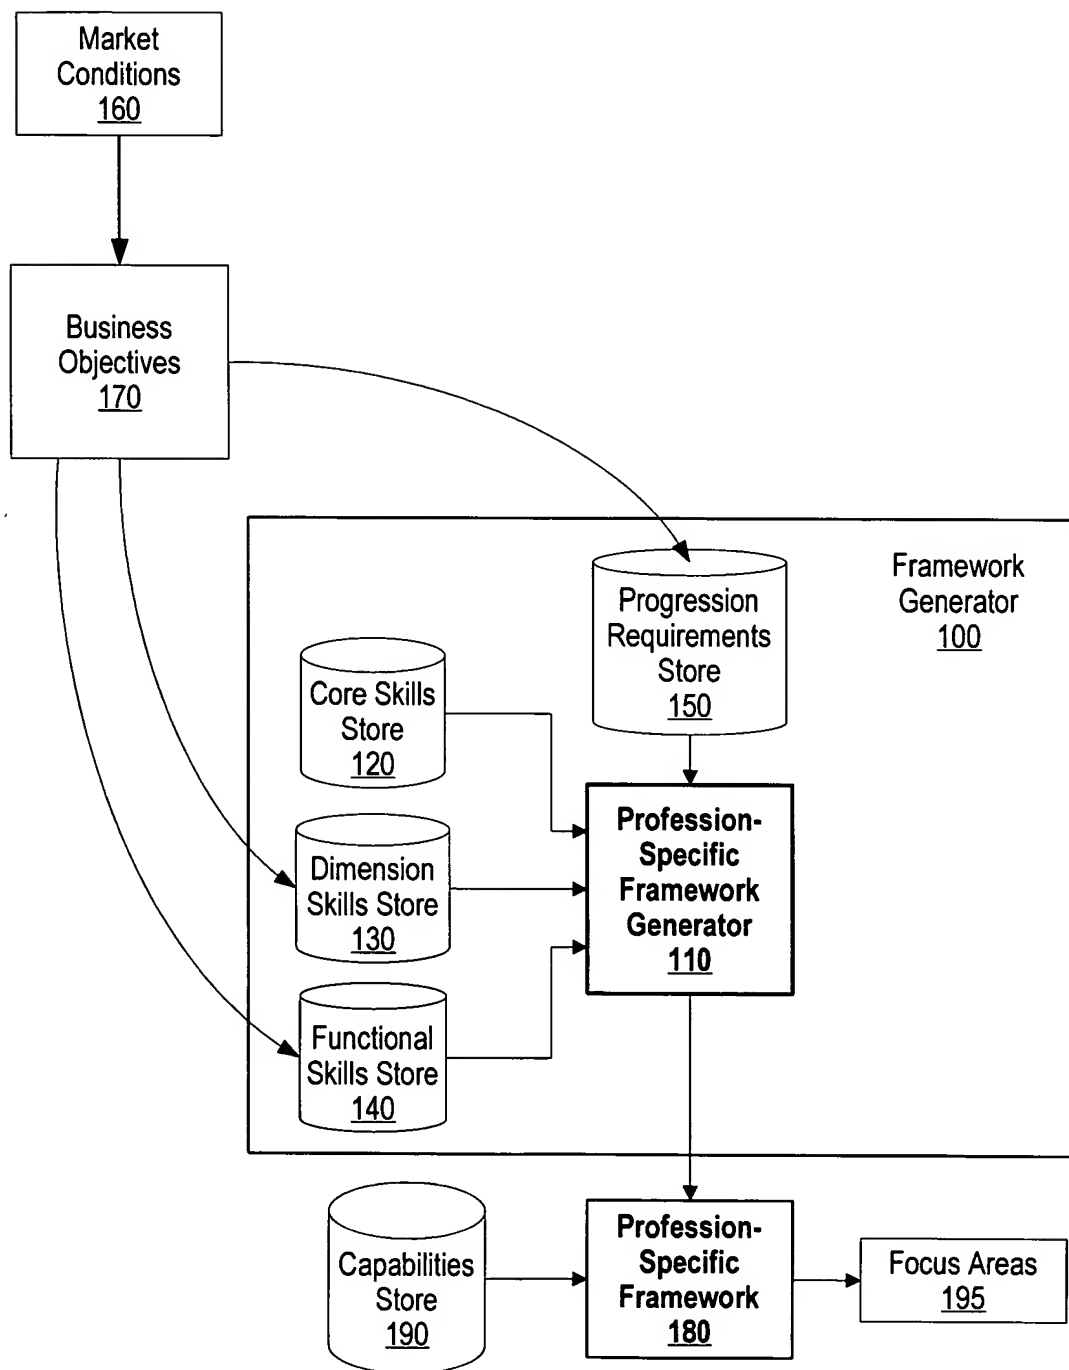 Market
Conditions
160
Business
Objectives
170
Framework
Generator
100
Progression
Requirements
Store
150
Core Skills
Store
120
Dimension
Skills Store
130
Functional
Skills Store
140
Profession-
Specific
Framework
Generator
110
Capabilities
Store
190
Profession-
Specific
Framework
180
Focus Areas
195